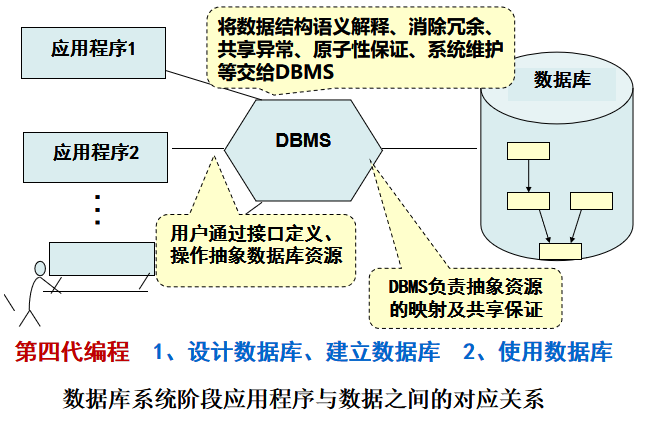 应用程序1
将数据结构语义解释、消除冗余、
共享异常、原子性保证、系统维护
等交给DBMS
数据库
应用程序2
DBMS
用户通过接口定义、
操作抽象数据库资源
DBMS负责抽象资源
的映射及共享保证
第四代编程 1、设计数据库、建立数据库 2、使用数据库
数据库系统阶段应用程序与数据之间的对应关系